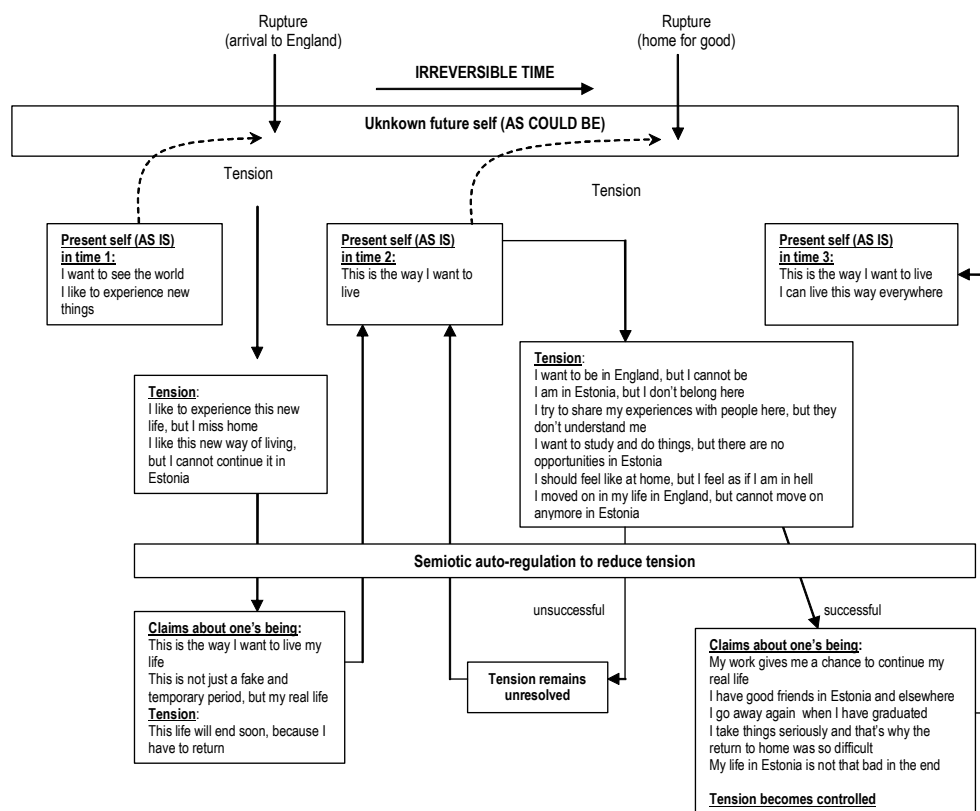 Rupture
(arrival to England)
Rupture
(home for good)
IRREVERSIBLE TIME
Uknkown future self (AS COULD BE)
Tension
Tension
Present self (AS IS)
in time 1:
I want to see the world
I like to experience new
things
Present self (AS IS)
in time 2:
This is the way I want to
live
Present self (AS IS)
in time 3:
This is the way I want to live
I can live this way everywhere
Tension:
I like to experience this new
life, but I miss home
I like this new way of living,
but I cannot continue it in
Estonia
Tension:
I want to be in England, but I cannot be
I am in Estonia, but I don't belong here
I try to share my experiences with people here, but they
don't understand me
I want to study and do things, but there are no
opportunities in Estonia
I should feel like at home, but I feel as if I am in hell
I moved on in my life in England, but cannot move on
anymore in Estonia
Semiotic auto-regulation to reduce tension
unsuccessful
successful
Claims about one's being:
This is the way I want to live my
life
This is not just a fake and
temporary period, but my real life
Tension:
This life will end soon, because I
have to return
Tension remains
unresolved
Claims about one's being:
My work gives me a chance to continue my
real life
I have good friends in Estonia and elsewhere
I go away again when I have graduated
I take things seriously and that's why the
return to home was so difficult
My life in Estonia is not that bad in the end
Tension becomes controlled